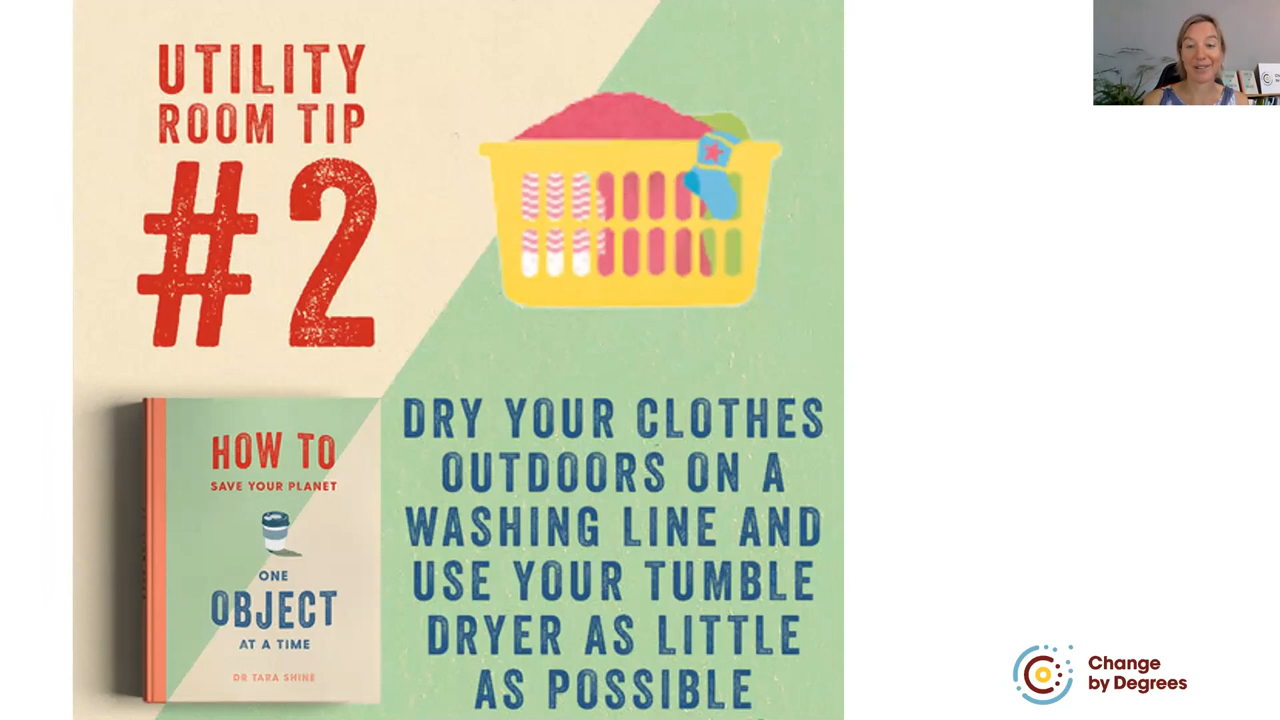 UTILITY
ROOM TIP
#2
HOW TO
SAVE YOUR PLANET
ONE
OBJECT
AT A TIME
DR TARA SHINE
DRY YOUR CLOTHES
OUTDOORS ON A
WASHING LINE AND
USE YOUR TUMBLE
DRYER AS LITTLE
AS POSSIBLE
Change
by Degrees